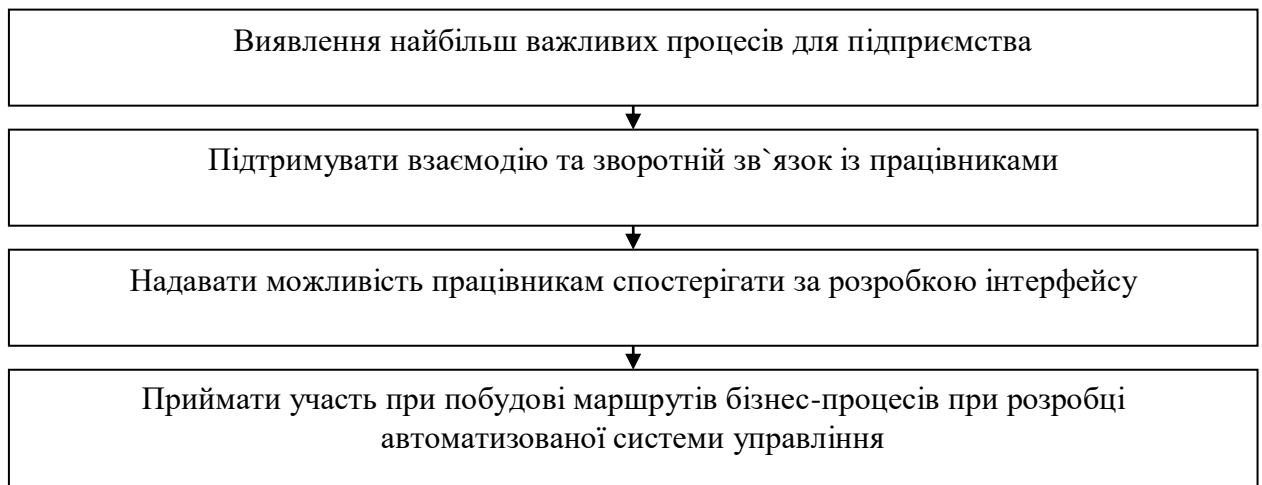 Виявлення найбільш важливих процесів для підприємства
Підтримувати взаємодію та зворотній зв`язок із працівниками
Надавати можливість працівникам спостерігати за розробкою інтерфейсу
Приймати участь при побудові маршрутів бізнес-процесів при розробці
автоматизованої системи управління